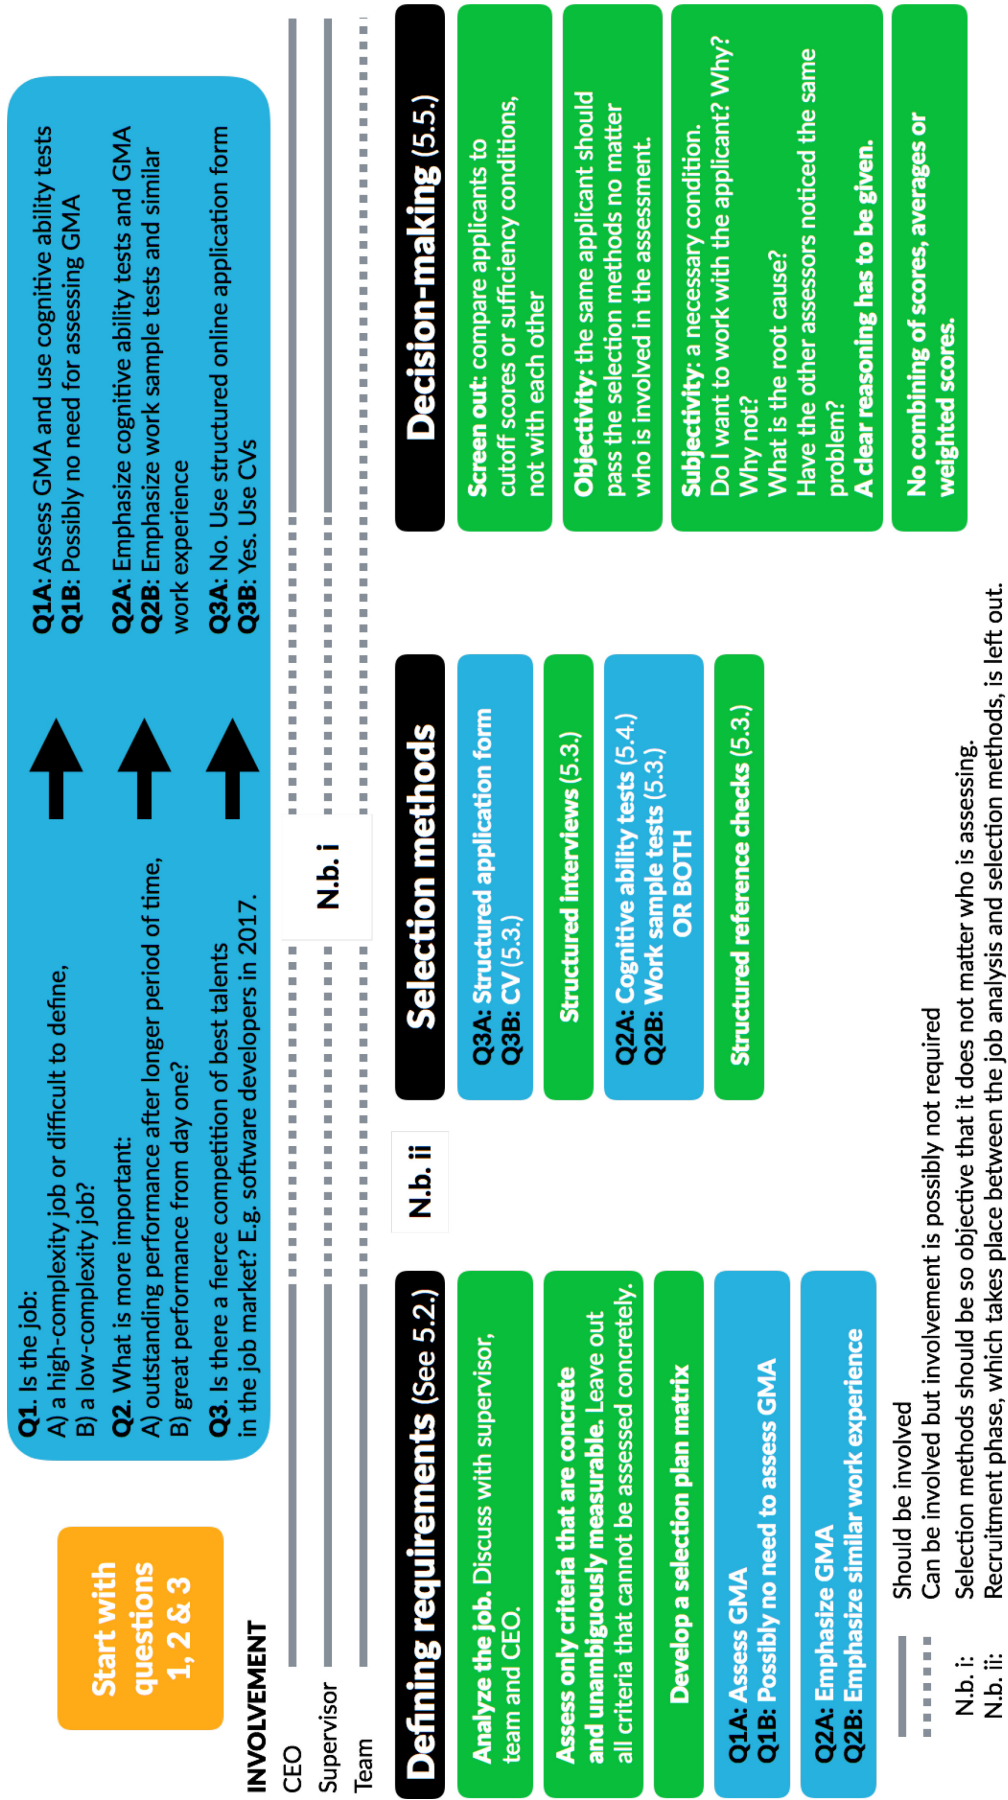 Start with
questions
1, 2 & 3
Q1. Is the job:
A) a high-complexity job or difficult to define,
B) a low-complexity job?
Q2. What is more important:
A) outstanding performance after longer period of time,
B) great performance from day one?
Q3. Is there a fierce competition of best talents
in the job market? E.g. software developers in 2017.
Q1A: Assess GMA and use cognitive ability tests
Q1B: Possibly no need for assessing GMA
Q2A: Emphasize cognitive ability tests and GMA
Q2B: Emphasize work sample tests and similar
work experience
Q3A: No. Use structured online application form
Q3B: Yes. Use CVs
INVOLVEMENT
CEO
Supervisor
Team
N.b. i
Defining requirements (See 5.2.)
Analyze the job. Discuss with supervisor,
team and CEO.
Assess only criteria that are concrete
and unambiguously measurable. Leave out
all criteria that cannot be assessed concretely.
Develop a selection plan matrix
Q1A: Assess GMA
Q1B: Possibly no need to assess GMA
Q2A: Emphasize GMA
Q2B: Emphasize similar work experience
N.b. ii
Selection methods
Q3A: Structured application form
Q3B: CV (5.3.)
Structured interviews (5.3.)
Q2A: Cognitive ability tests (5.4.)
Q2B: Work sample tests (5.3.)
OR BOTH
Structured reference checks (5.3.)
Decision-making (5.5.)
Screen out: compare applicants to
cutoff scores or sufficiency conditions,
not with each other
Objectivity: the same applicant should
pass the selection methods no matter
who is involved in the assessment.
Subjectivity: a necessary condition.
Do I want to work with the applicant? Why?
Why not?
What is the root cause?
Have the other assessors noticed the same
problem?
A clear reasoning has to be given.
No combining of scores, averages or
weighted scores.
Should be involved
Can be involved but involvement is possibly not required
N.b. i: Selection methods should be so objective that it does not matter who is assessing.
N.b. ii: Recruitment phase, which takes place between the job analysis and selection methods, is left out.